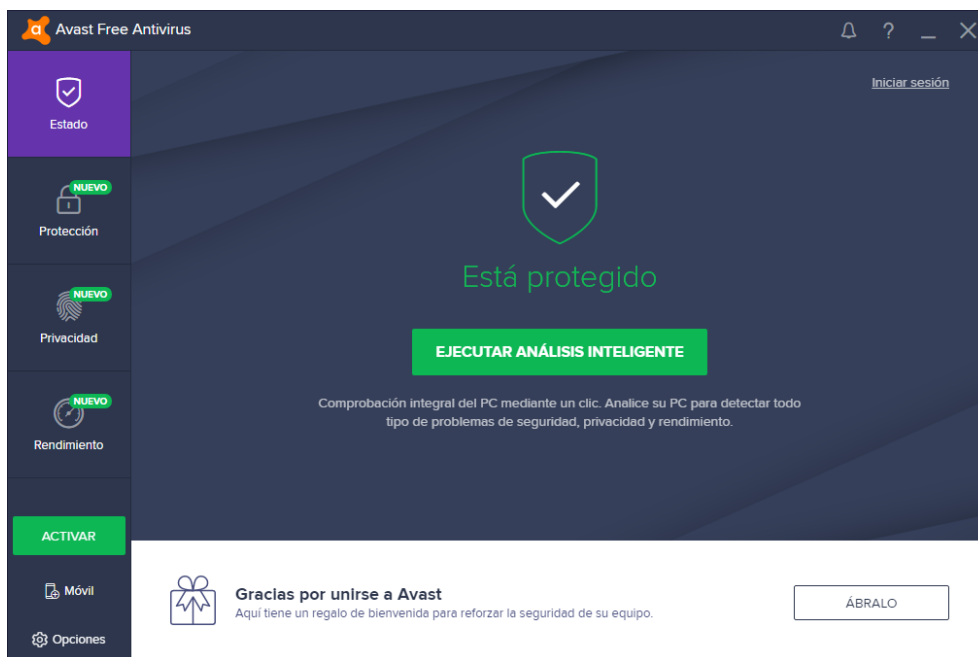 Avast Free Antivirus
?
Iniciar sesión
Estado
NUEVO
Protección
NUEVO
Privacidad
NUEVO
Rendimiento
Está protegido
EJECUTAR ANÁLISIS INTELIGENTE
Comprobación integral del PC mediante un clic. Analice su PC para detectar todo
tipo de problemas de seguridad, privacidad y rendimiento.
ACTIVAR
Móvil
Opciones
Gracias por unirse a Avast
Aquí tiene un regalo de bienvenida para reforzar la seguridad de su equipo.
ÁBRALO